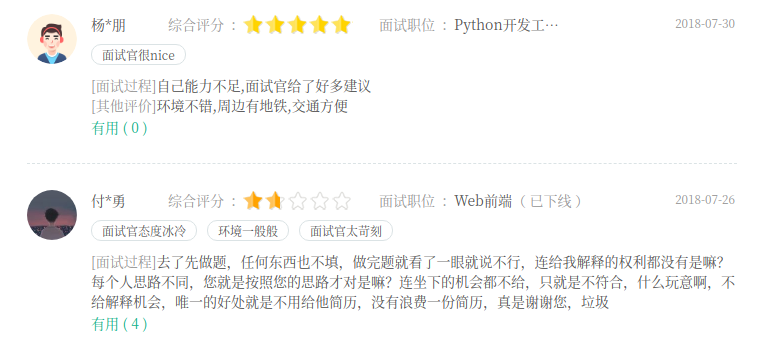 杨*朋 综合评分 : 面试职位 : Python开发工… 2018-07-30
面试官很nice
[面试过程]自己能力不足,面试官给了好多建议
[其他评价]环境不错,周边有地铁,交通方便
有用 ( 0 )
付*勇 综合评分 : 面试职位 : Web前端 ( 已下线 ) 2018-07-26
面试官态度冰冷 环境一般般 面试官太苛刻
[面试过程]去了先做题，任何东西也不填，做完题就看了一眼就说不行，连给我解释的权利都没有是嘛?
每个人思路不同，您就是按照您的思路才对是嘛？连坐下的机会都不给，只就是不符合，什么玩意啊，不
给解释机会，唯一的好处就是不用给他简历，没有浪费一份简历，真是谢谢您，垃圾
有用 ( 4 )